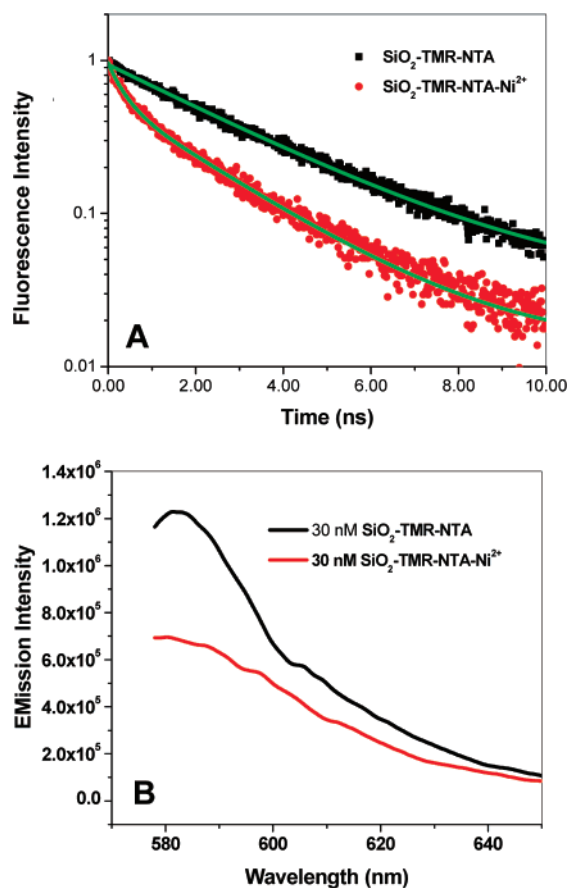 SiO₂-TMR-NTA
SiO₂-TMR-NTA-Ni²⁺
1
0.1
0.01
Fluorescence Intensity
A
0.00 2.00 4.00 6.00 8.00 10.00
Time (ns)
1.4x10⁶
1.2x10⁶
1.0x10⁶
8.0x10⁵
6.0x10⁵
4.0x10⁵
2.0x10⁵
0.0
EMission Intensity
30 nM SiO₂-TMR-NTA
30 nM SiO₂-TMR-NTA-Ni²⁺
B
580 600 620 640
Wavelength (nm)